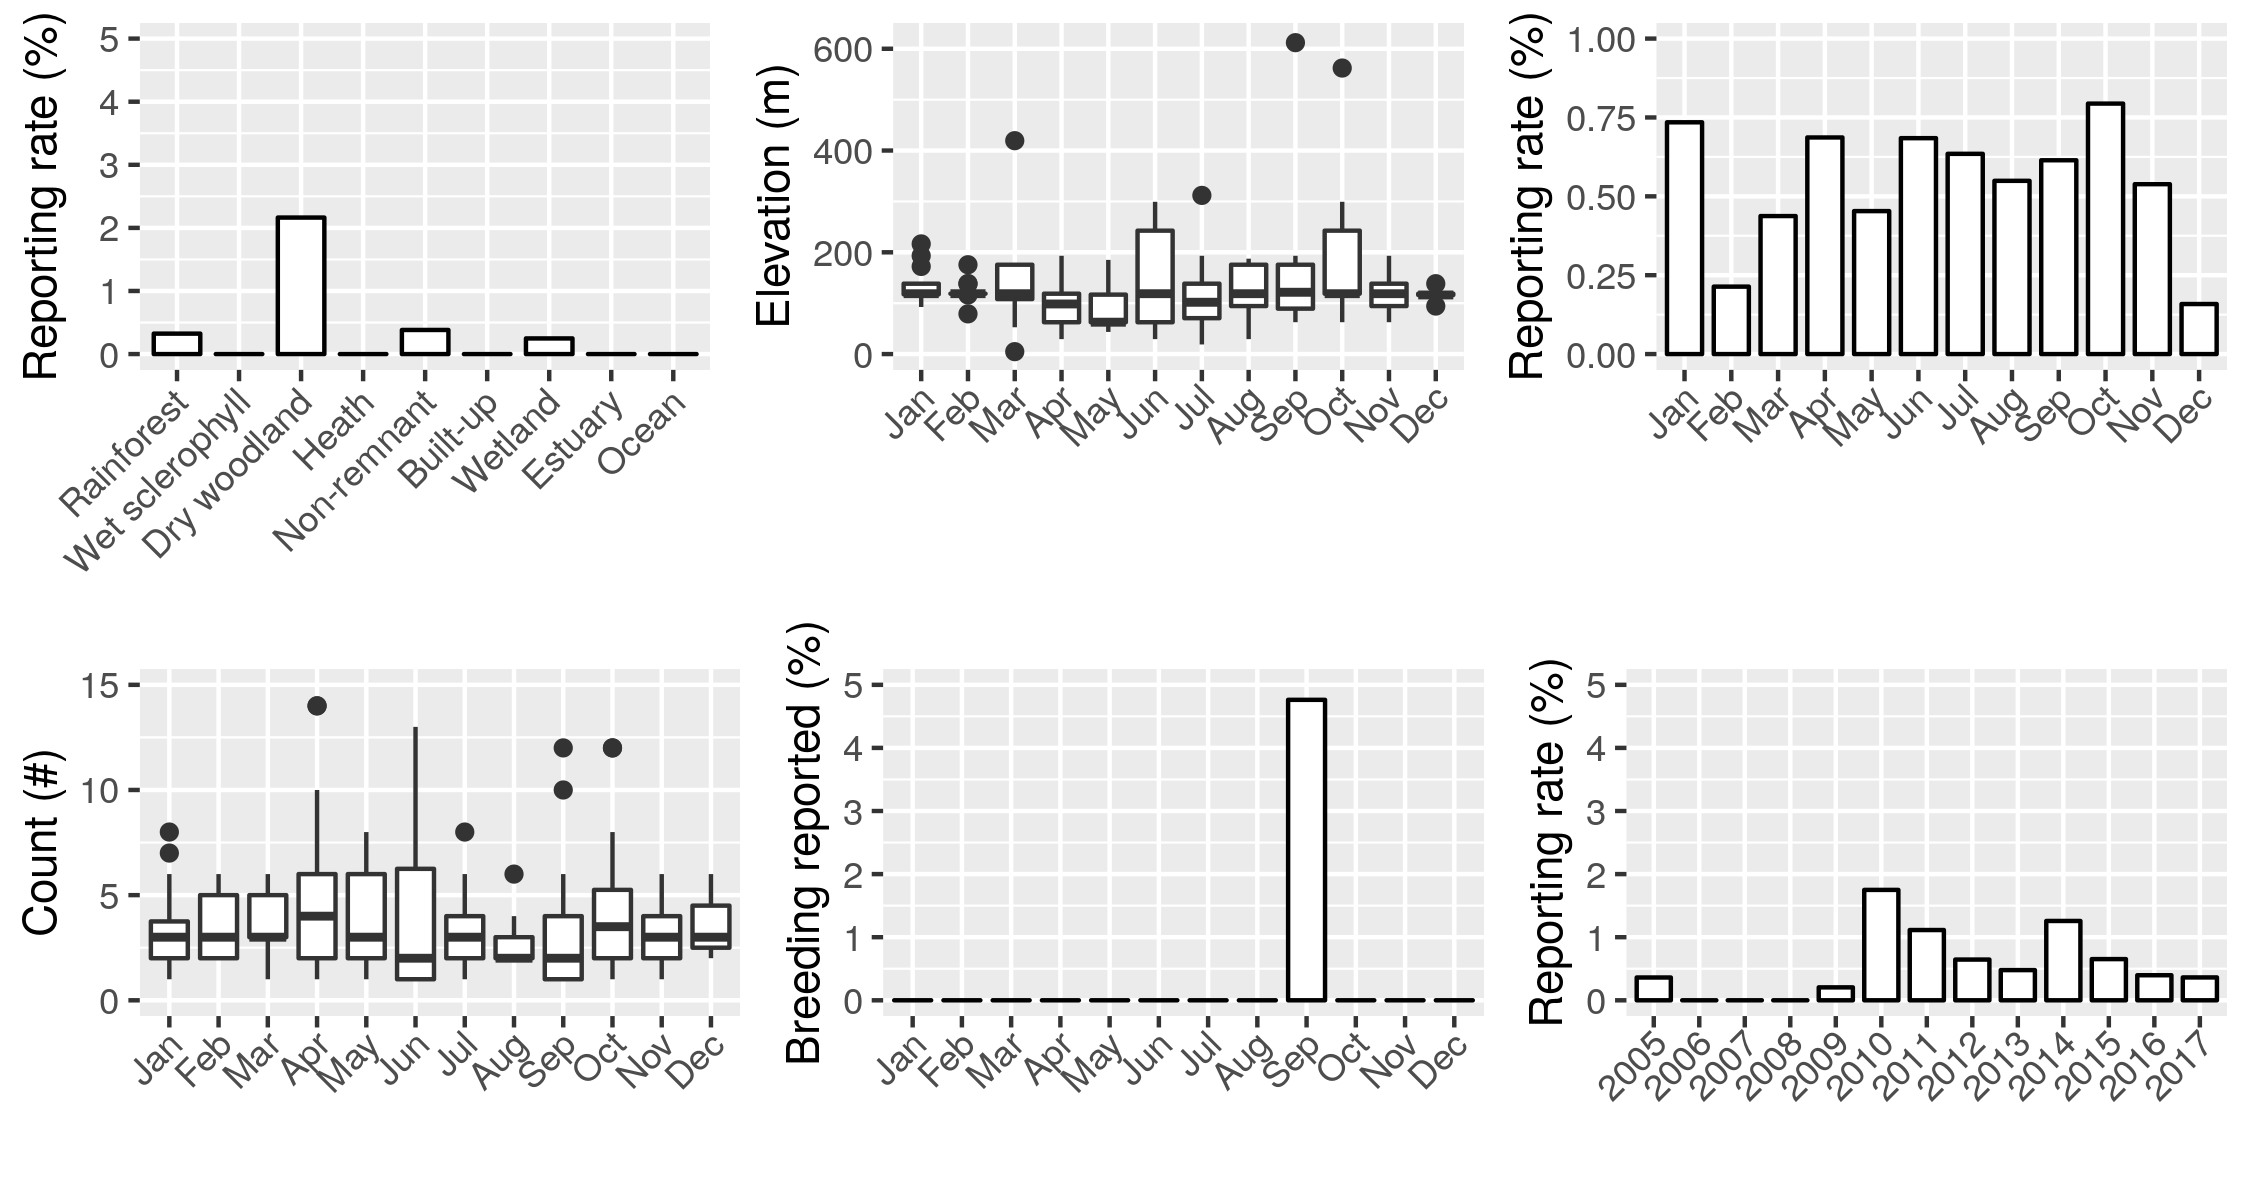 Reporting rate (%)
5
4
3
2
1
0
Rainforest
Wet sclerophyll
Dry woodland
Heath
Non-remnant
Built-up
Wetland
Estuary
Ocean
Elevation (m)
600
400
200
0
Jan
Feb
Mar
Apr
May
Jun
Jul
Aug
Sep
Oct
Nov
Dec
Reporting rate (%)
1.00
0.75
0.50
0.25
0.00
Jan
Feb
Mar
Apr
May
Jun
Jul
Aug
Sep
Oct
Nov
Dec
Count (#)
15
10
5
0
Jan
Feb
Mar
Apr
May
Jun
Jul
Aug
Sep
Oct
Nov
Dec
Breeding reported (%)
5
4
3
2
1
0
Jan
Feb
Mar
Apr
May
Jun
Jul
Aug
Sep
Oct
Nov
Dec
Reporting rate (%)
5
4
3
2
1
0
2005
2006
2007
2008
2009
2010
2011
2012
2013
2014
2015
2016
2017